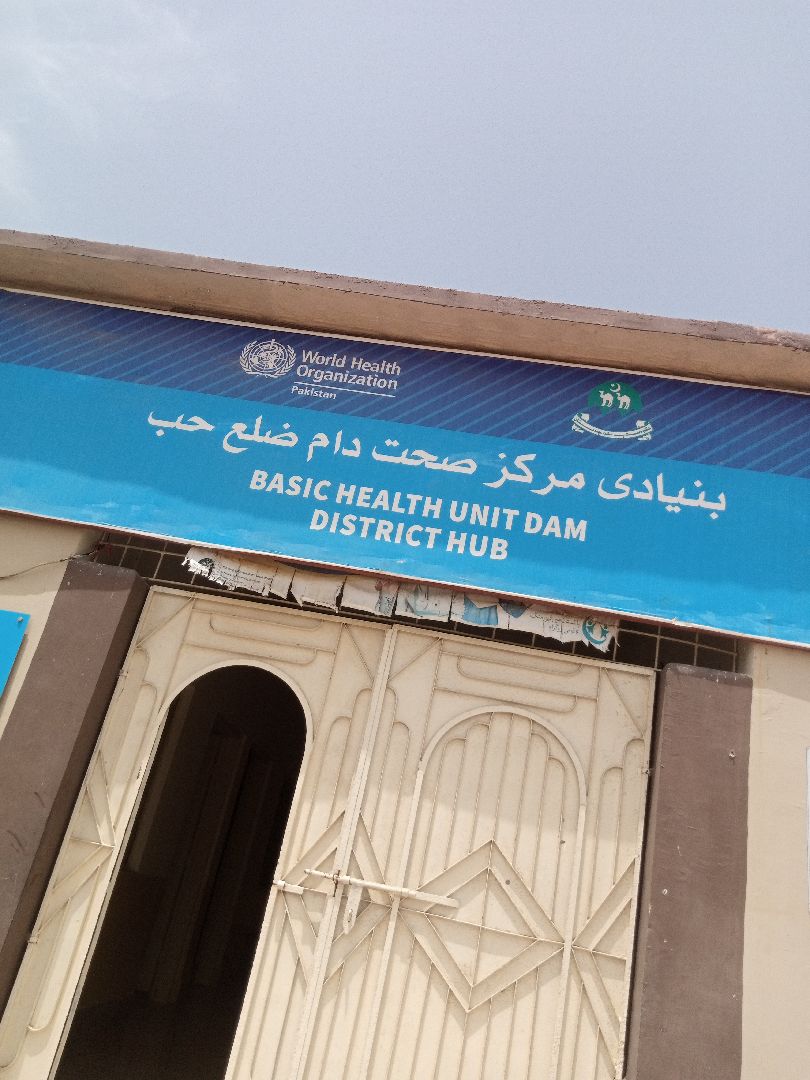 World Health
Organization
Pakistan
بنیادی مرکز صحت دام ضلع حب
BASIC HEALTH UNIT DAM
DISTRICT HUB